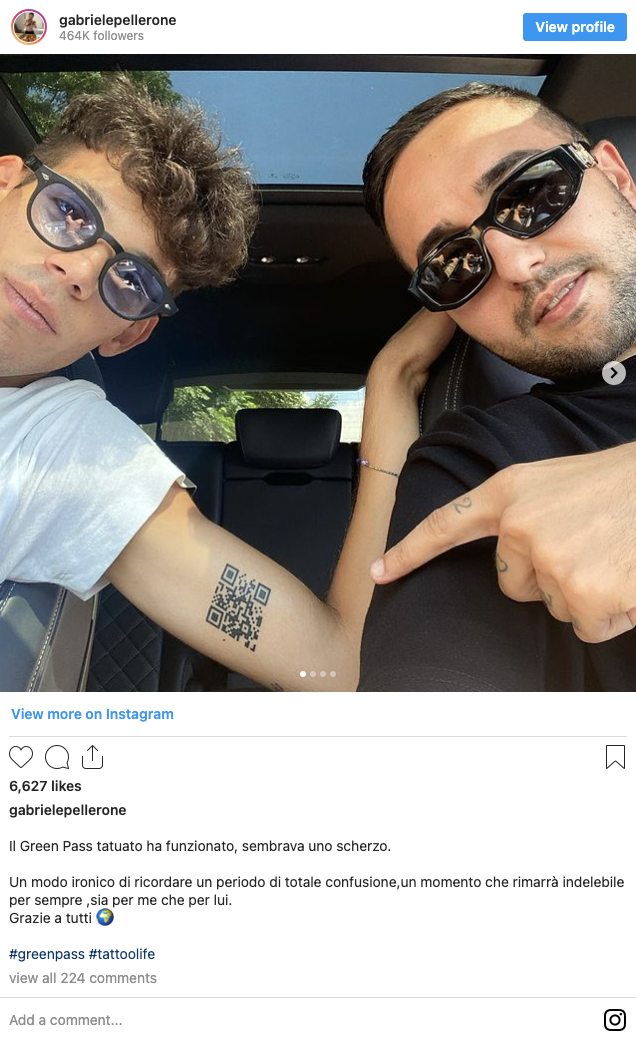 gabrielepellerone
464K followers
View profile
2
View more on Instagram
6,627 likes
gabrielepellerone
Il Green Pass tatuato ha funzionato, sembrava uno scherzo.
Un modo ironico di ricordare un periodo di totale confusione,un momento che rimarrà indelebile
per sempre ,sia per me che per lui.
Grazie a tutti 🌍
#greenpass #tattoolife
view all 224 comments
Add a comment...